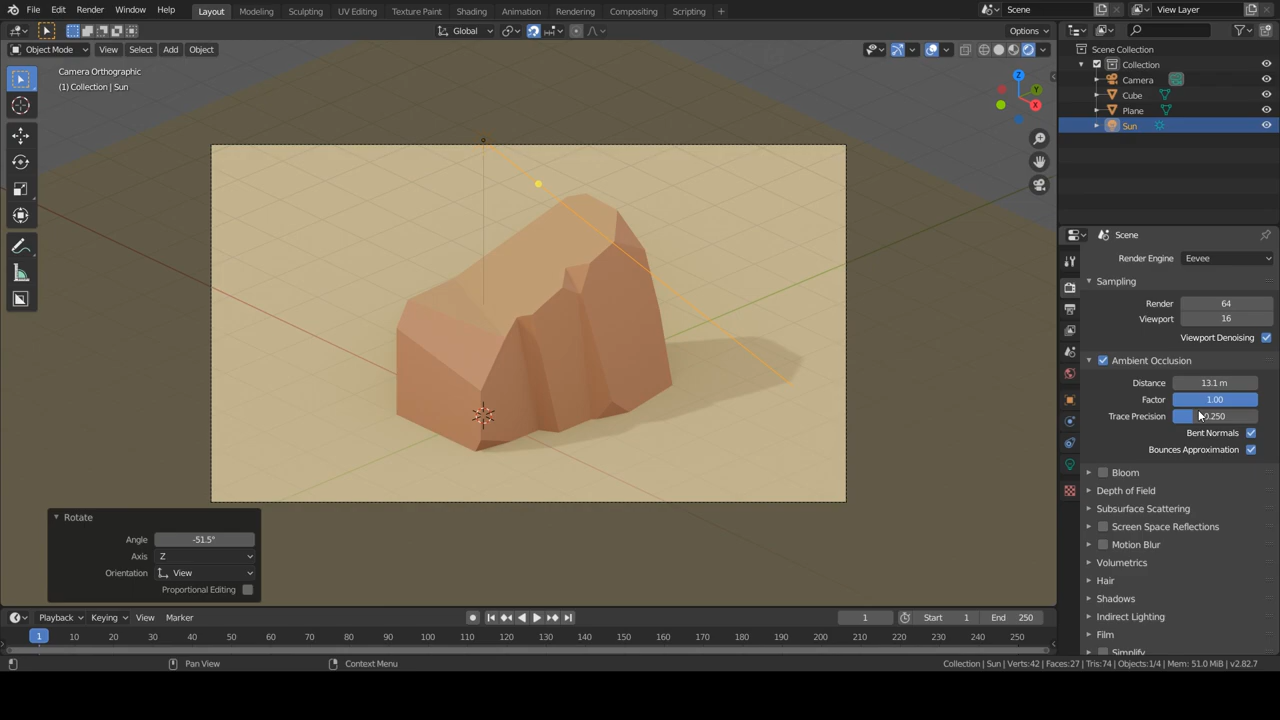 File Edit Render Window Help Layout Modeling Sculpting UV Editing Texture Paint Shading Animation Rendering Compositing Scripting + Scene View Layer
Global Options
Object Mode View Select Add Object
Scene Collection
Collection
Camera
Cube
Plane
Sun
Camera Orthographic
(1) Collection | Sun
Z
Y
X
Scene
Render Engine Eevee
Sampling
Render 64
Viewport 16
Viewport Denoising
Ambient Occlusion
Distance 13.1 m
Factor 1.00
Trace Precision 0.250
Bent Normals
Bounces Approximation
Bloom
Depth of Field
Subsurface Scattering
Screen Space Reflections
Motion Blur
Volumetrics
Hair
Shadows
Indirect Lighting
Film
Simplify
Rotate
Angle -51.5°
Axis Z
Orientation View
Proportional Editing
Playback Keying View Marker 1 Start 1 End 250
1 10 20 30 40 50 60 70 80 90 100 110 120 130 140 150 160 170 180 190 200 210 220 230 240 250
Pan View Context Menu Collection | Sun | Verts:42 | Faces:27 | Tris:74 | Objects:1/4 | Mem: 51.0 MiB | v2.82.7